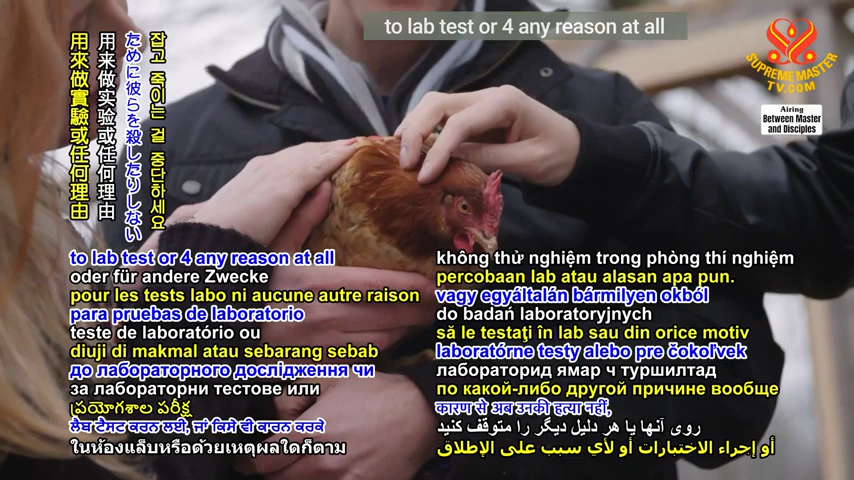 to lab test or 4 any reason at all
SUPREME MASTER
TV.COM
Airing
Between Master
and Disciples
잡고 죽이는 걸 중단하세요
ために彼らを殺したりしない
用来做实验或任何理由
用來做實驗或任何理由
to lab test or 4 any reason at all
oder für andere Zwecke
pour les tests labo ni aucune autre raison
para pruebas de laboratorio
teste de laboratório ou
diuji di makmal atau sebarang sebab
до лабораторного дослідження чи
за лабораторни тестове или
ప్రయోగశాల పరీక్ష
ਲੈਬ ਟੈਸਟ ਕਰਨ ਲਈ, ਜਾਂ ਕਿਸੇ ਵੀ ਕਾਰਨ ਕਰਕੇ
ในห้องแล็บหรือด้วยเหตุผลใดก็ตาม
không thử nghiệm trong phòng thí nghiệm
percobaan lab atau alasan apa pun.
vagy egyáltalán bármilyen okból
do badań laboratoryjnych
să le testaţi în lab sau din orice motiv
laboratórne testy alebo pre čokoľvek
лабораторид ямар ч туршилтад
по какой-либо другой причине вообще
कारण से अब उनकी हत्या नहीं,
روی آنها یا هر دلیل دیگر را متوقف کنید
أو إجراء الاختبارات أو لأي سبب على الإطلاق